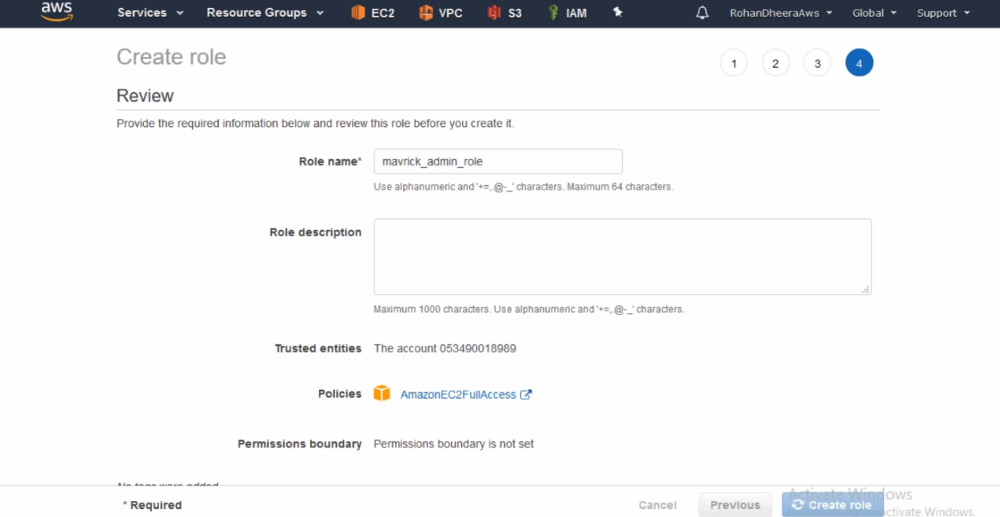 aws Services Resource Groups EC2 VPC S3 IAM RohanDheeraAws Global Support
Create role 1 2 3 4
Review
Provide the required information below and review this role before you create it.
Role name* mavrick_admin_role
Use alphanumeric and '+=,.@-_' characters. Maximum 64 characters.
Role description
Maximum 1000 characters. Use alphanumeric and '+=,.@-_' characters.
Trusted entities The account 053490018989
Policies AmazonEC2FullAccess
Permissions boundary Permissions boundary is not set
No tags were added
Activate Windows
* Required Cancel Previous Create role
ctivate Windows.